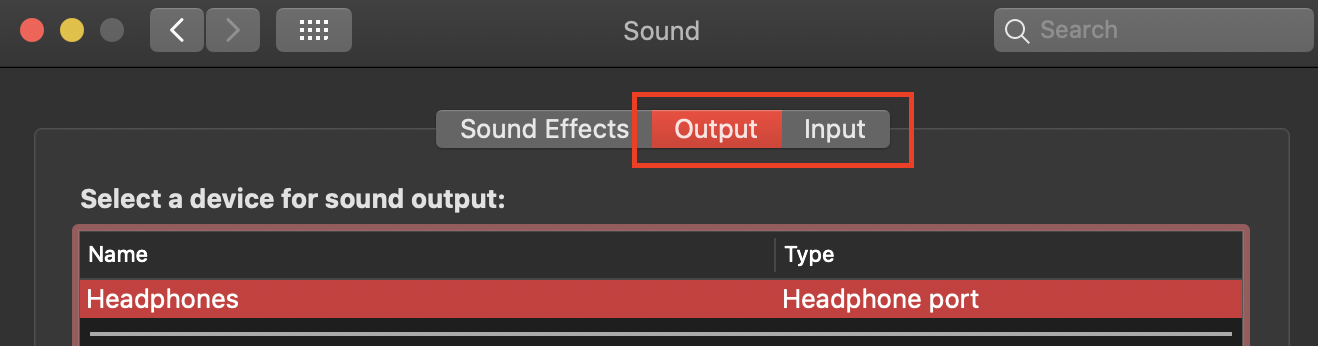 Sound
Search
Sound Effects Output Input
Select a device for sound output:
Name Type
Headphones Headphone port